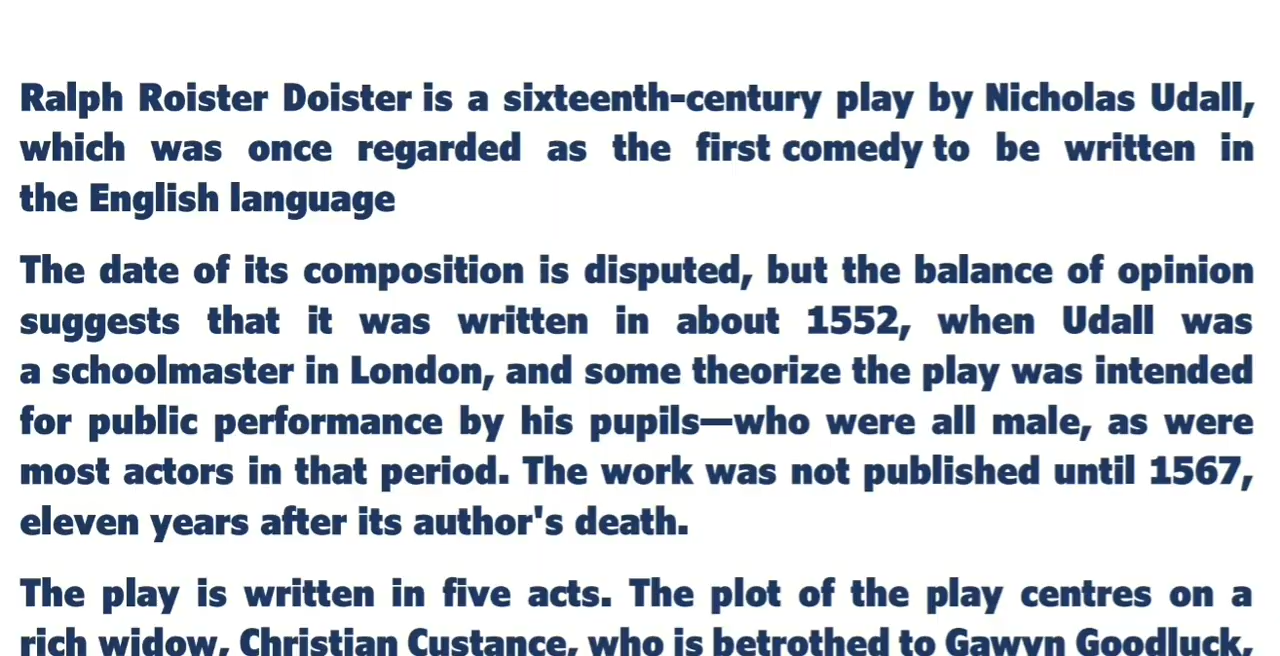 Ralph Roister Doister is a sixteenth-century play by Nicholas Udall,
which was once regarded as the first comedy to be written in
the English language
The date of its composition is disputed, but the balance of opinion
suggests that it was written in about 1552, when Udall was
a schoolmaster in London, and some theorize the play was intended
for public performance by his pupils—who were all male, as were
most actors in that period. The work was not published until 1567,
eleven years after its author's death.
The play is written in five acts. The plot of the play centres on a
rich widow, Christian Custance, who is betrothed to Gawyn Goodluck,